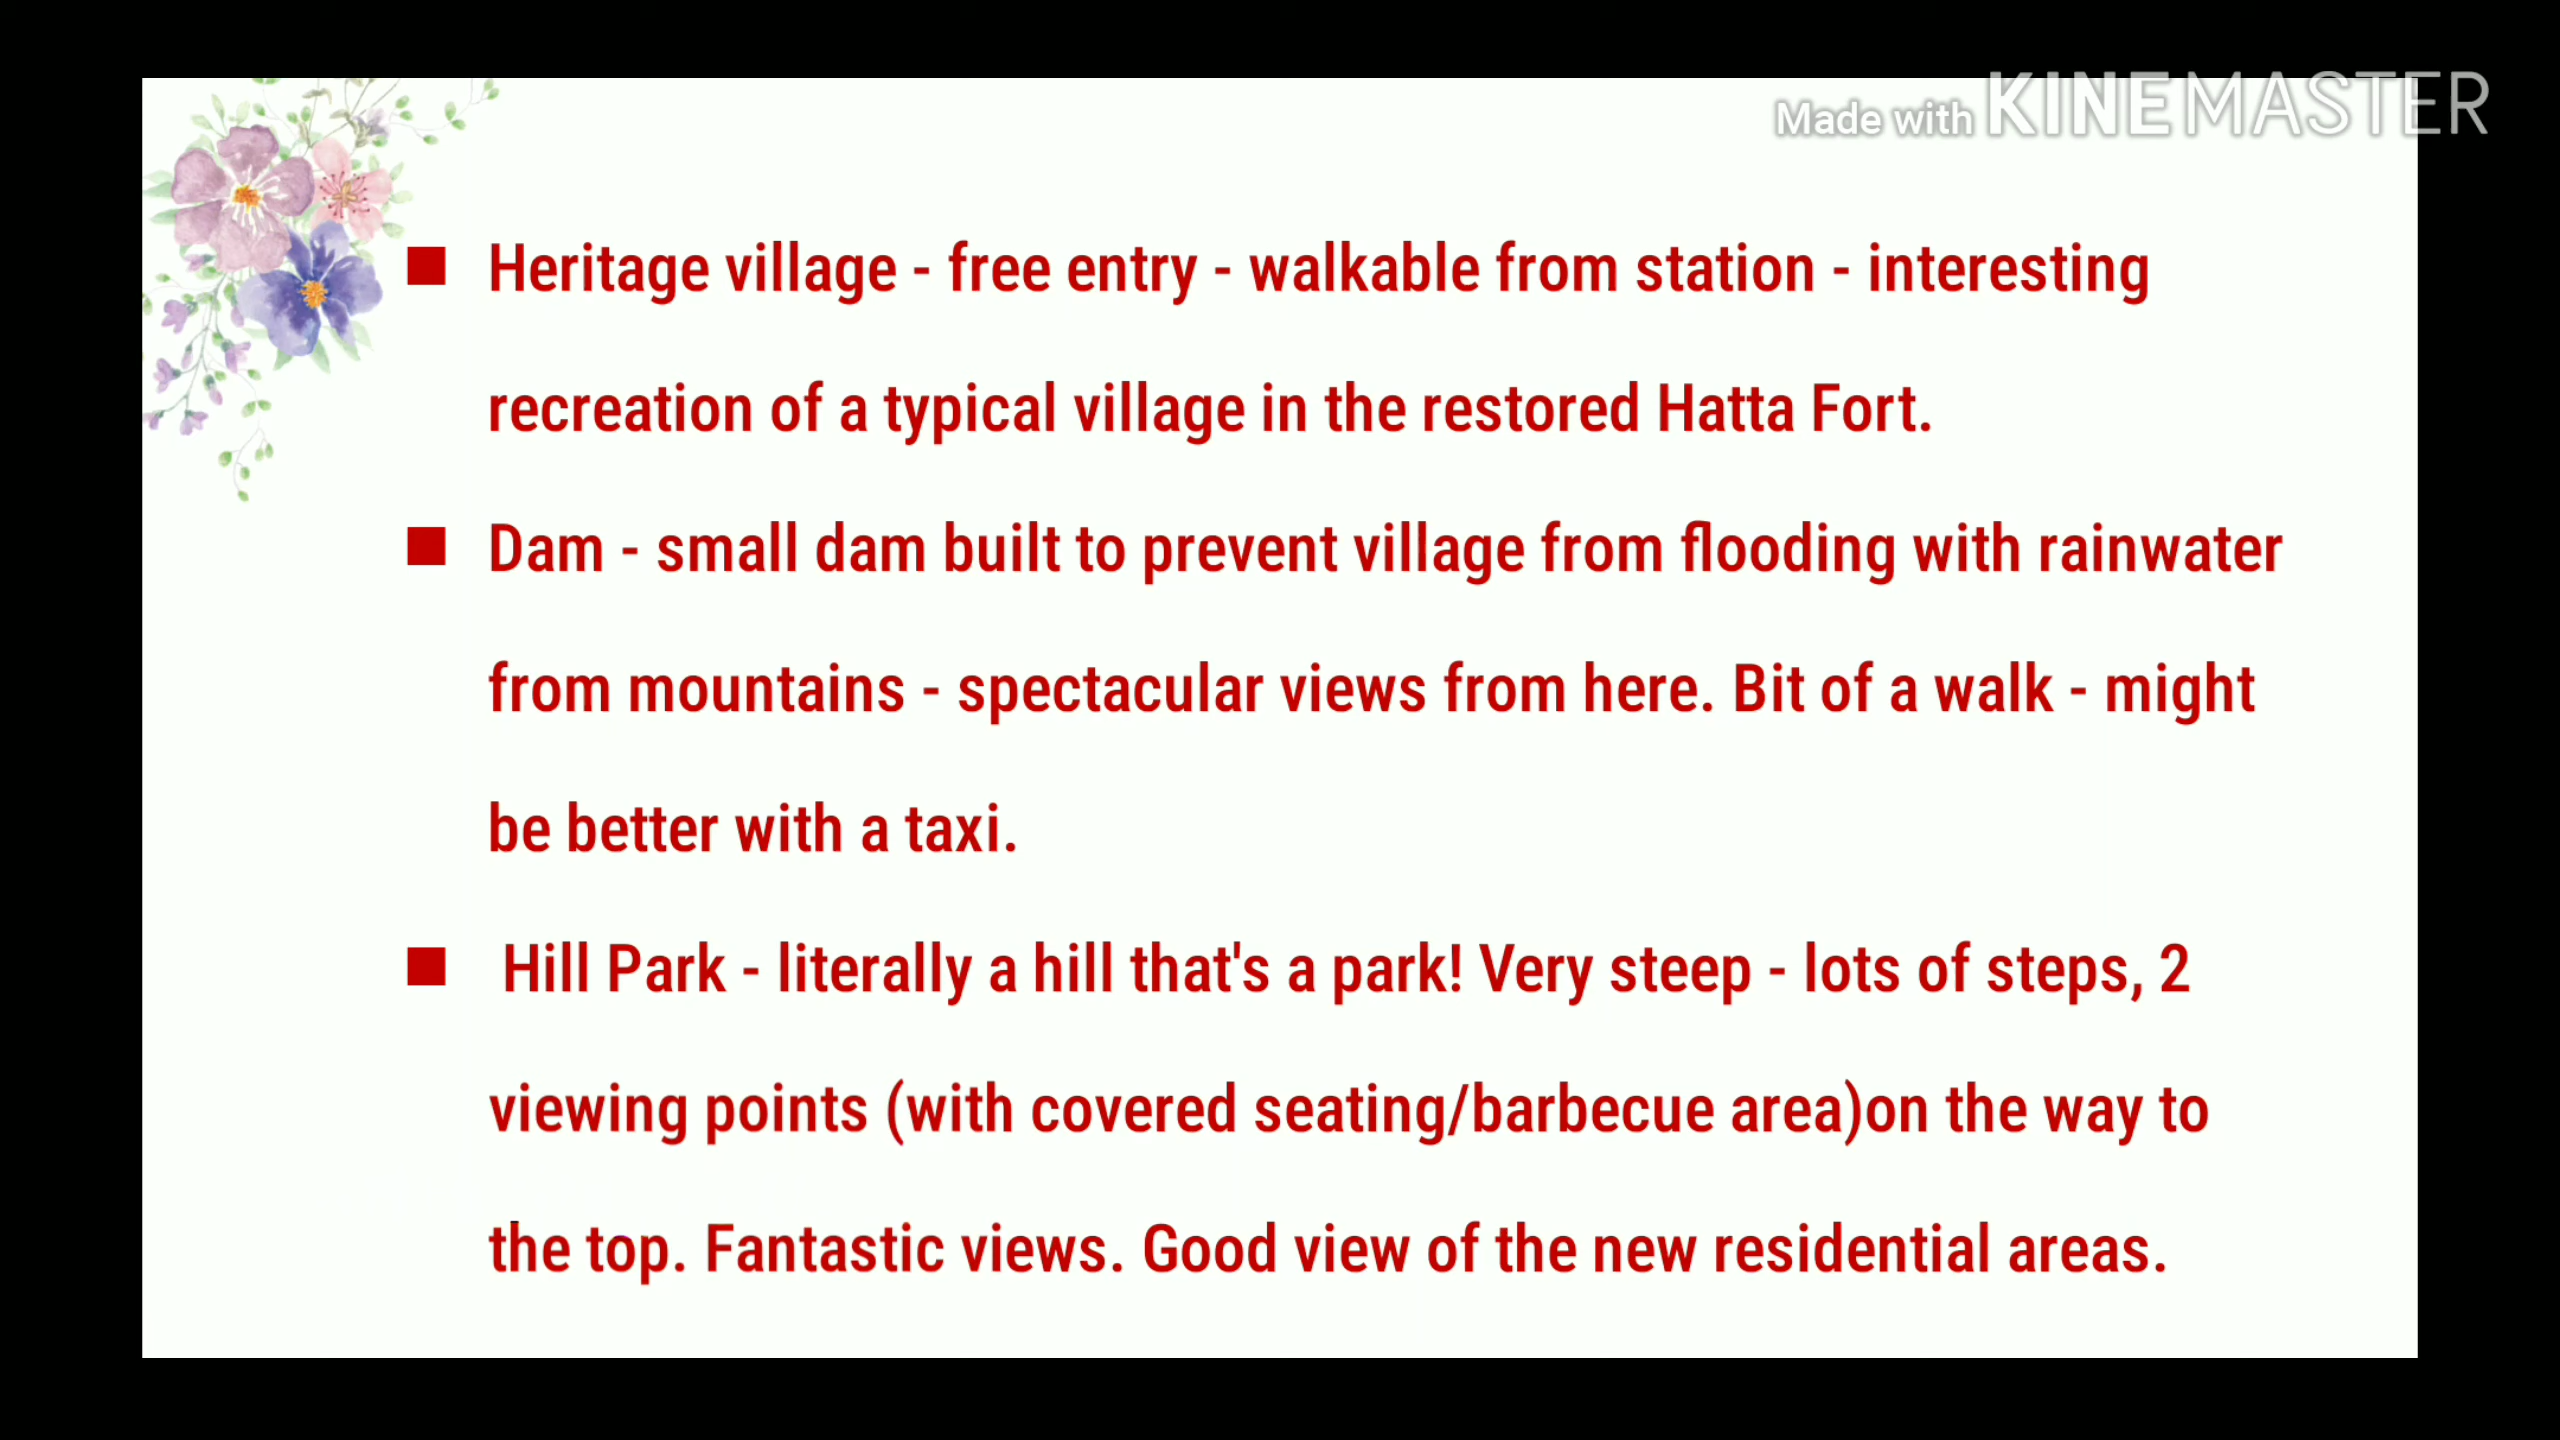 Made with KINEMASTER
■ Heritage village - free entry - walkable from station - interesting
recreation of a typical village in the restored Hatta Fort.
■ Dam - small dam built to prevent village from flooding with rainwater
from mountains - spectacular views from here. Bit of a walk - might
be better with a taxi.
■ Hill Park - literally a hill that's a park! Very steep - lots of steps, 2
viewing points (with covered seating/barbecue area)on the way to
the top. Fantastic views. Good view of the new residential areas.